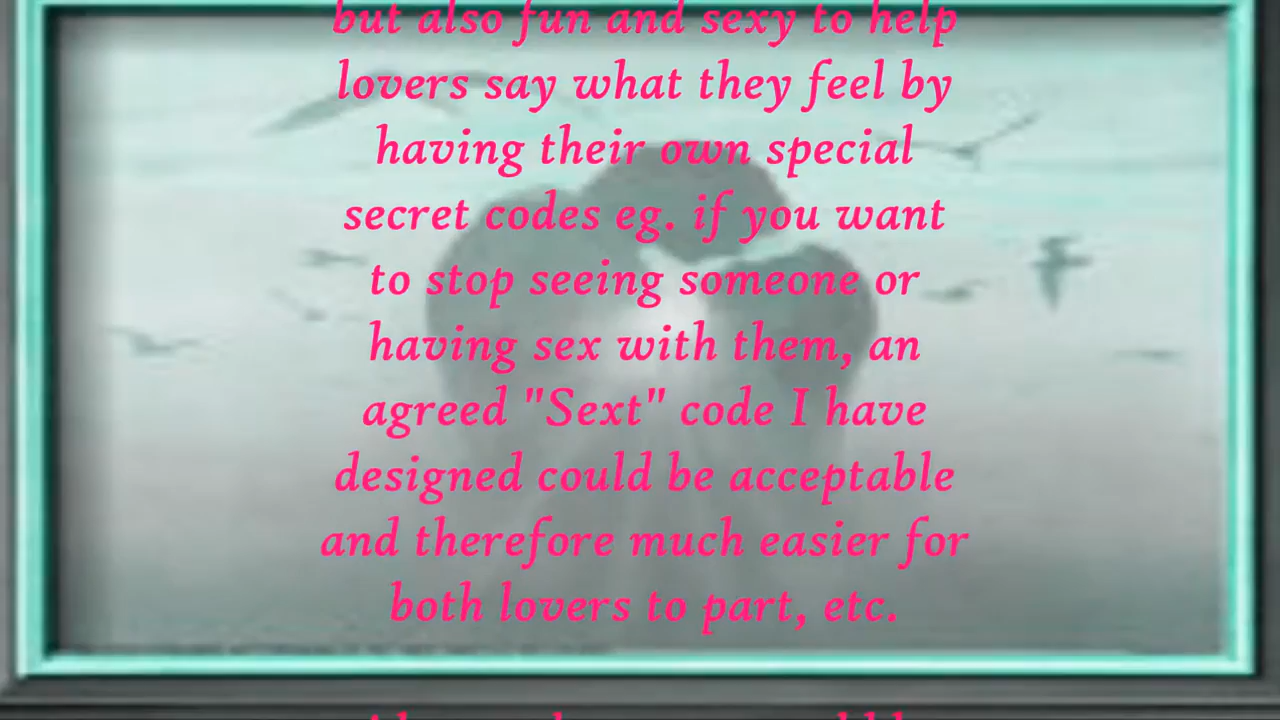 but also fun and sexy to help
lovers say what they feel by
having their own special
secret codes eg. if you want
to stop seeing someone or
having sex with them, an
agreed "Sext" code I have
designed could be acceptable
and therefore much easier for
both lovers to part, etc.